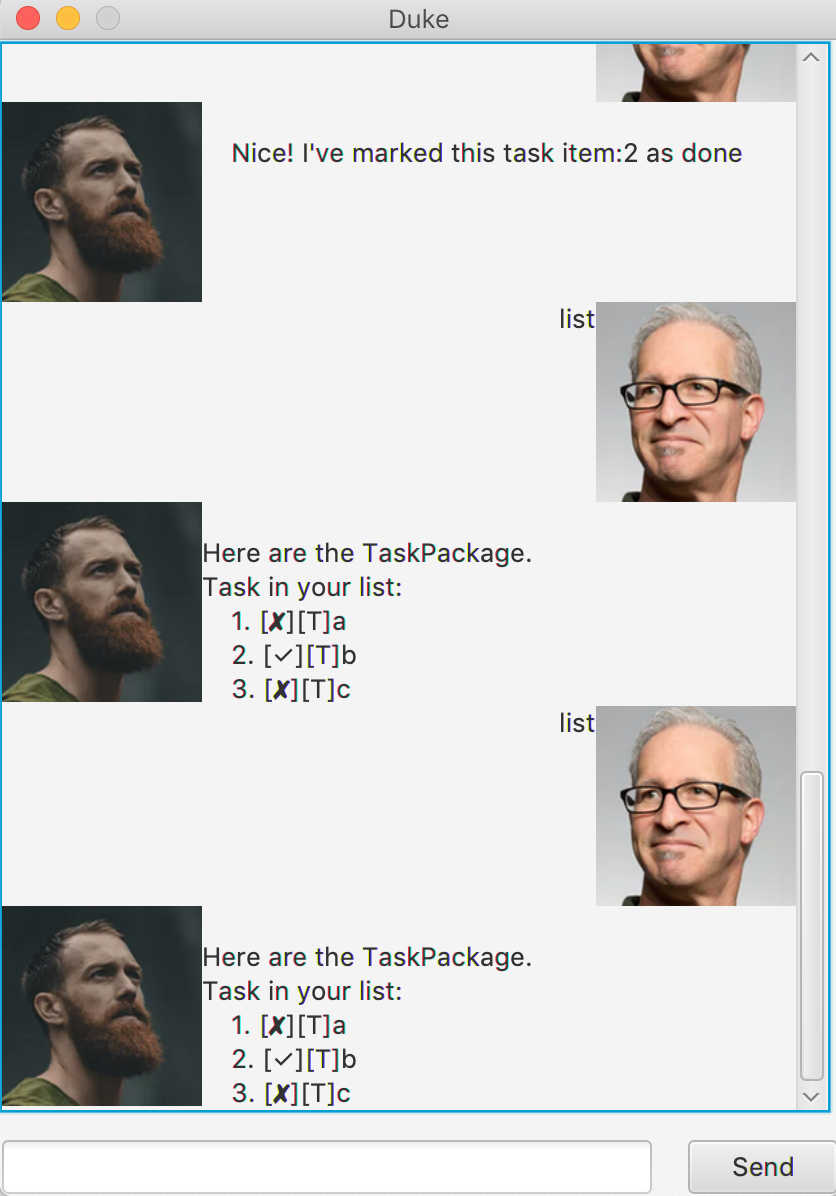 Duke
Nice! I've marked this task item:2 as done
list
Here are the TaskPackage.
Task in your list:
1. [✘][T]a
2. [✓][T]b
3. [✘][T]c
list
Here are the TaskPackage.
Task in your list:
1. [✘][T]a
2. [✓][T]b
3. [✘][T]c
Send